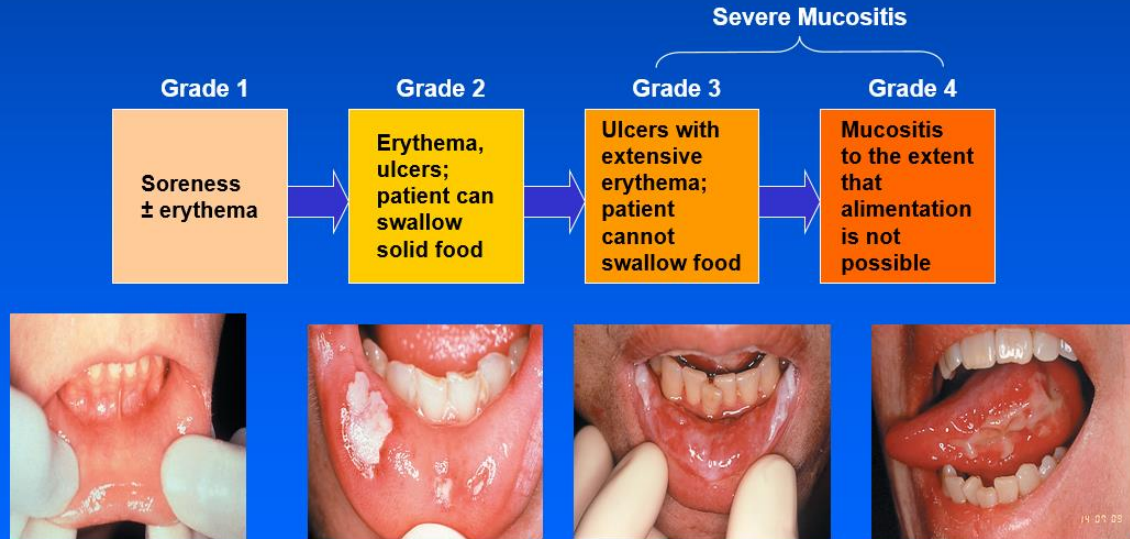 Severe Mucositis
Grade 1
Grade 2
Grade 3
Grade 4
Soreness
± erythema
Erythema,
ulcers;
patient can
swallow
solid food
Ulcers with
extensive
erythema;
patient
cannot
swallow food
Mucositis
to the extent
that
alimentation
is not
possible
14 07 09